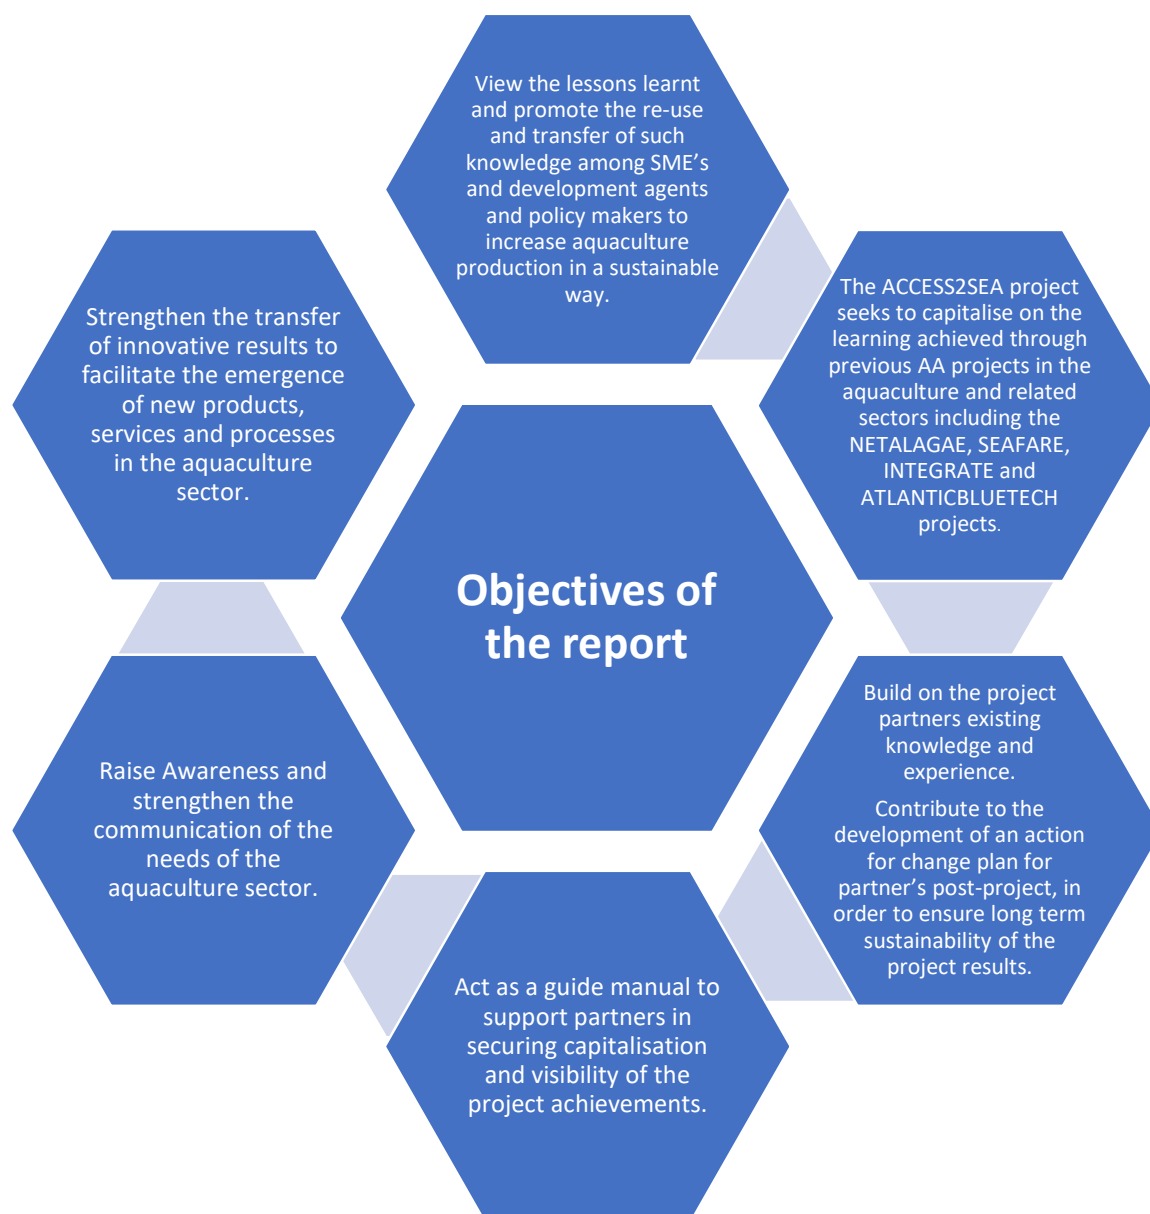 View the lessons learnt
and promote the re-use
and transfer of such
knowledge among SME’s
and development agents
and policy makers to
increase aquaculture
production in a sustainable
way.
The ACCESS2SEA project
seeks to capitalise on the
learning achieved through
previous AA projects in the
aquaculture and related
sectors including the
NETALAGAE, SEAFARE,
INTEGRATE and
ATLANTICBLUETECH
projects.
Build on the project
partners existing
knowledge and
experience.
Contribute to the
development of an action
for change plan for
partner’s post-project, in
order to ensure long term
sustainability of the
project results.
Act as a guide manual to
support partners in
securing capitalisation
and visibility of the
project achievements.
Raise Awareness and
strengthen the
communication of the
needs of the
aquaculture sector.
Strengthen the transfer
of innovative results to
facilitate the emergence
of new products,
services and processes
in the aquaculture
sector.
Objectives of
the report